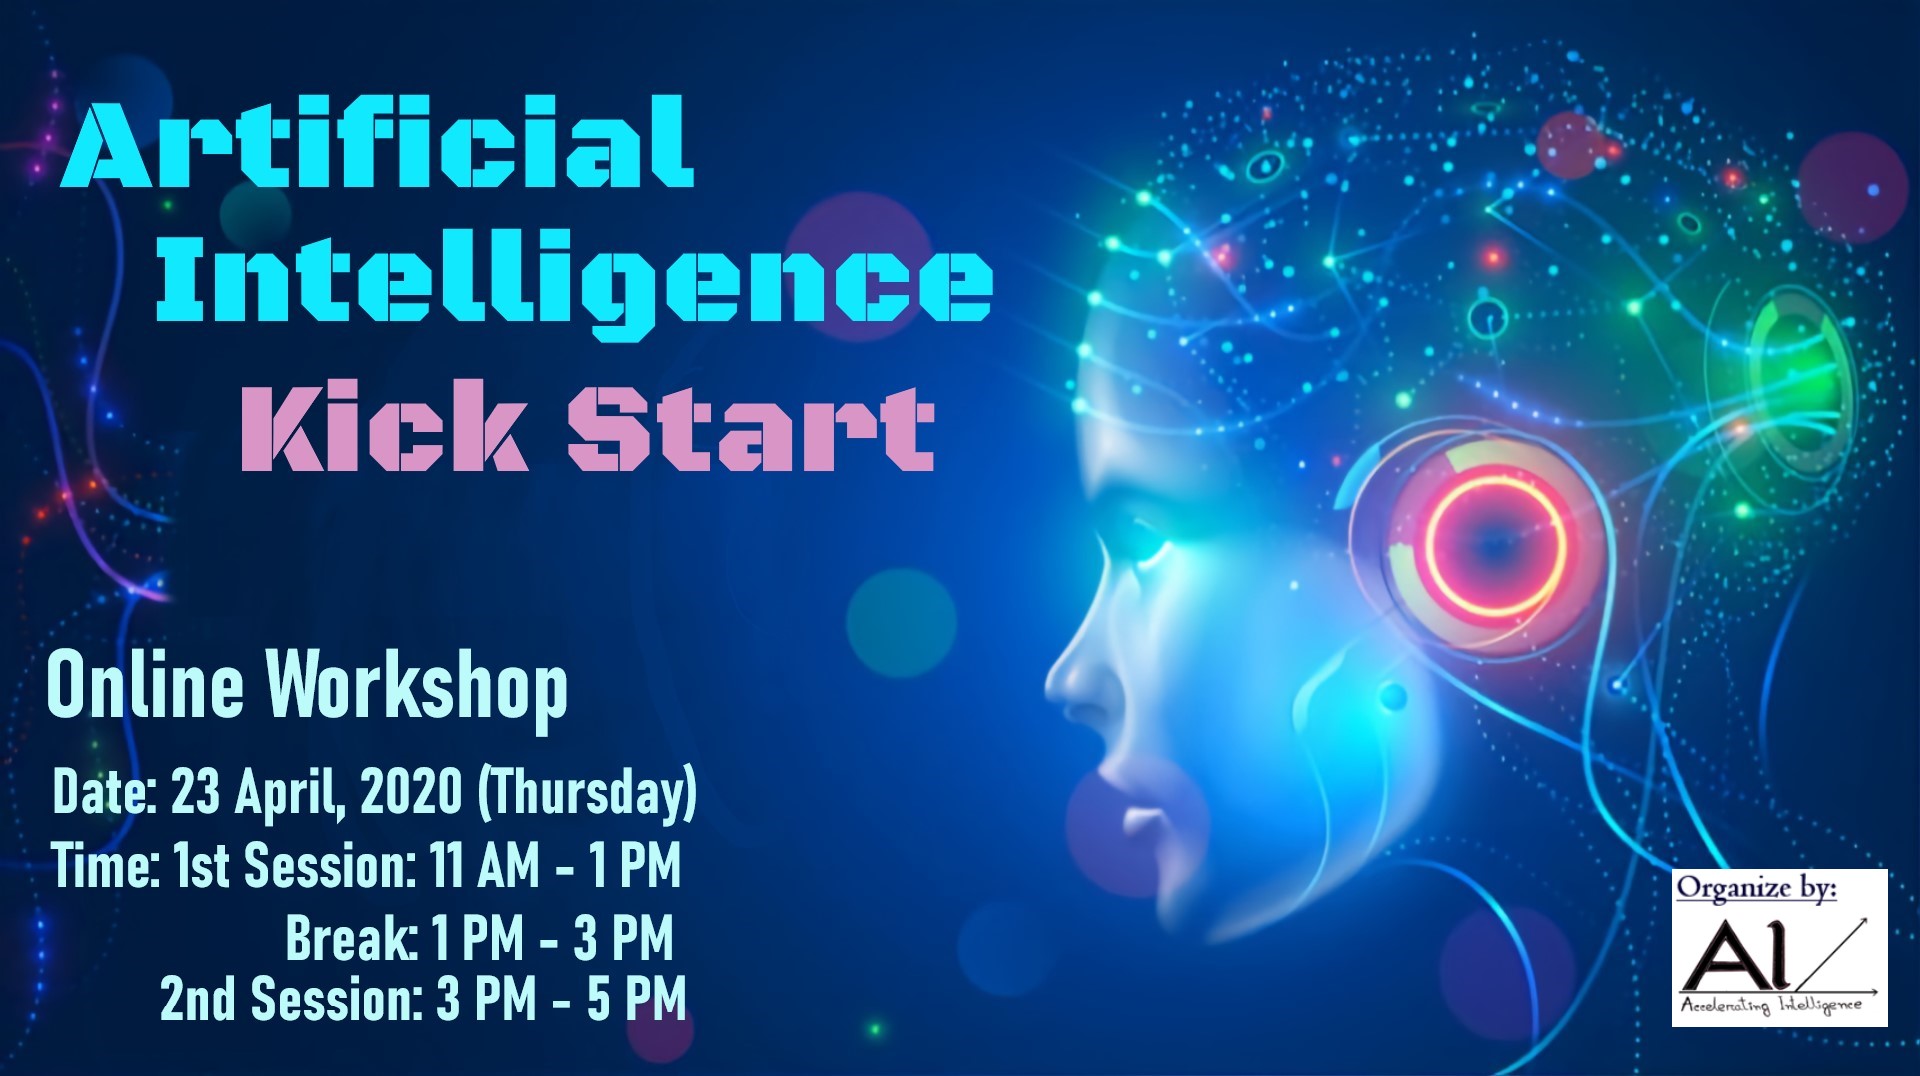 Artificial
Intelligence
Kick Start
Online Workshop
Date: 23 April, 2020 (Thursday)
Time: 1st Session: 11 AM - 1 PM
Break: 1 PM - 3 PM
2nd Session: 3 PM - 5 PM
Organize by:
AI
Accelerating Intelligence